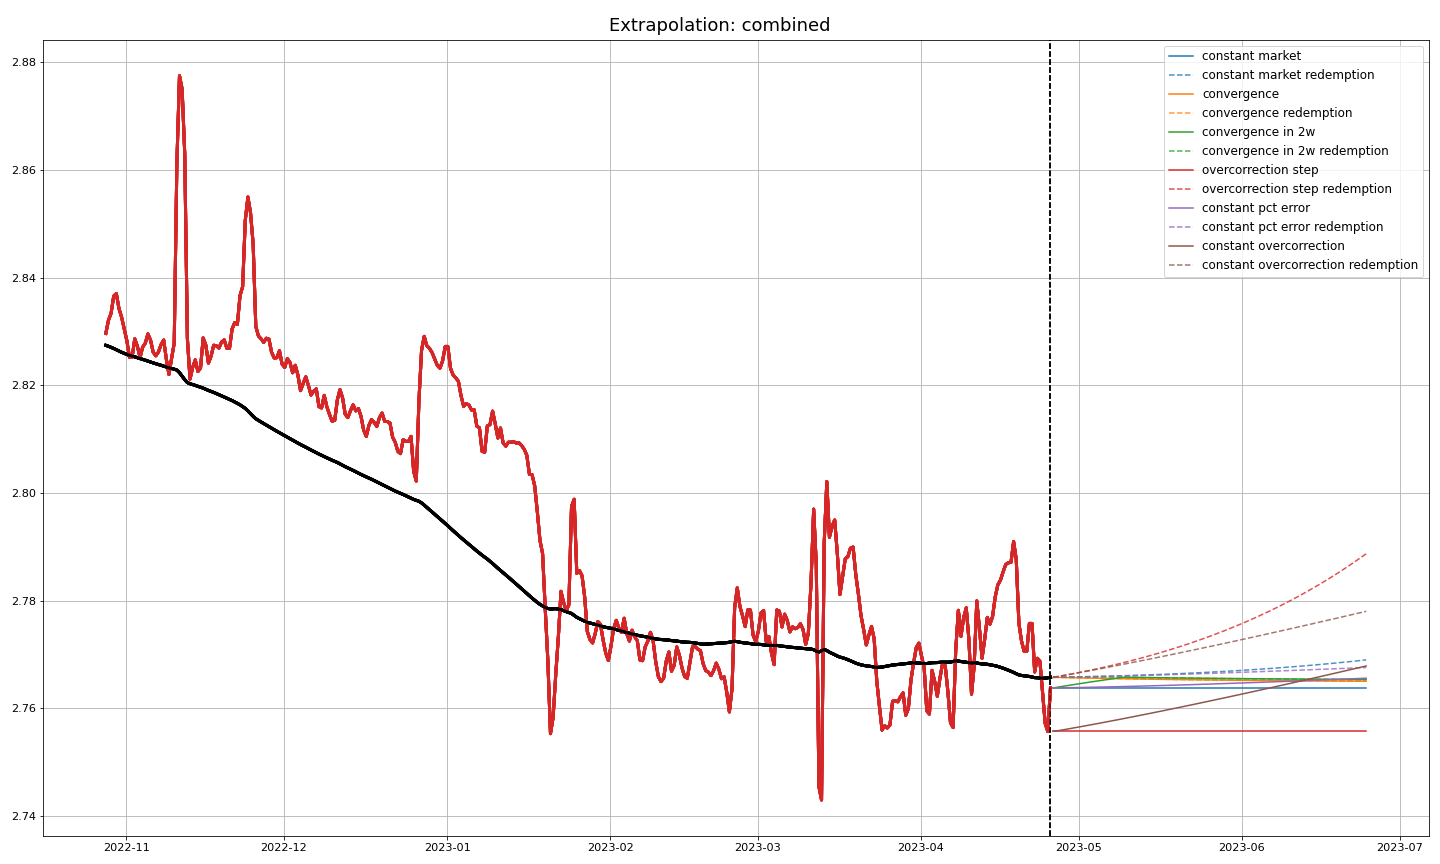 Extrapolation: combined
2.88
2.86
2.84
2.82
2.80
2.78
2.76
2.74
constant market
constant market redemption
convergence
convergence redemption
convergence in 2w
convergence in 2w redemption
overcorrection step
overcorrection step redemption
constant pct error
constant pct error redemption
constant overcorrection
constant overcorrection redemption
2022-11 2022-12 2023-01 2023-02 2023-03 2023-04 2023-05 2023-06 2023-07